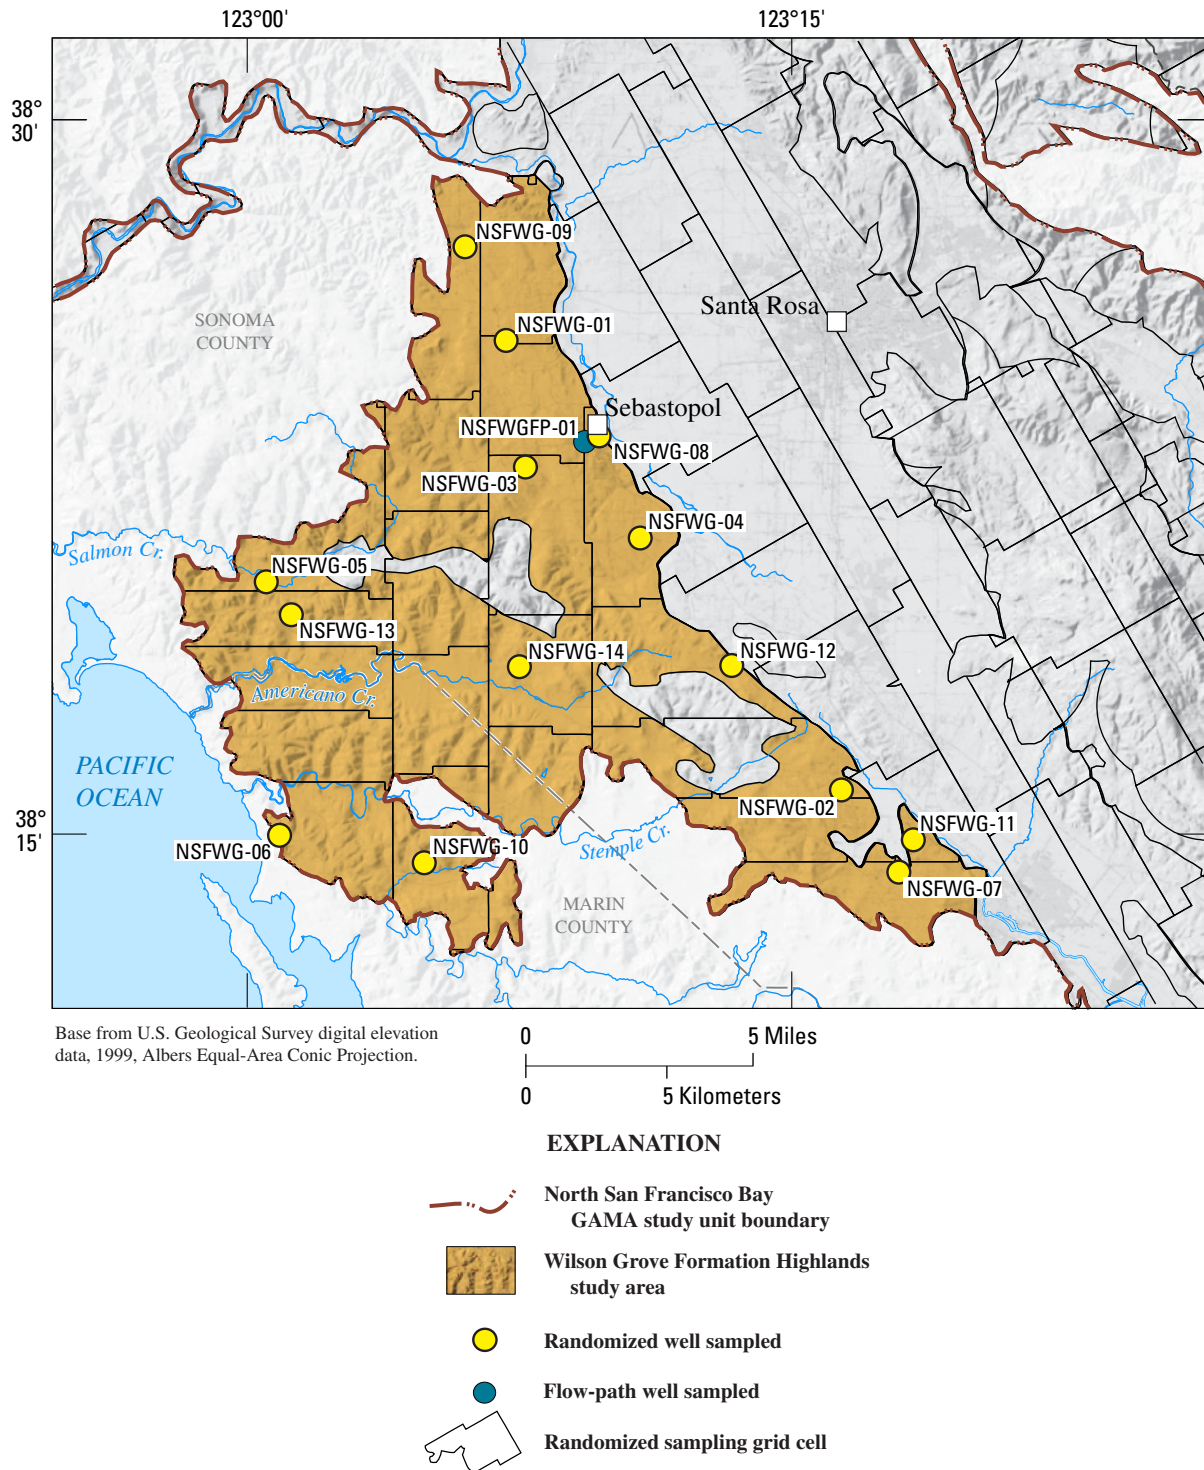 123°00'
123°15'
38°
30'
NSFWG-09
SONOMA
COUNTY
NSFWG-01
Santa Rosa
Sebastopol
NSFWGFP-01
NSFWG-08
NSFWG-03
NSFWG-04
Salmon Cr.
NSFWG-05
NSFWG-13
NSFWG-14
NSFWG-12
Americano Cr.
PACIFIC
OCEAN
NSFWG-02
38°
15'
NSFWG-11
NSFWG-06
NSFWG-10
Stemple Cr.
NSFWG-07
MARIN
COUNTY
Base from U.S. Geological Survey digital elevation
data, 1999, Albers Equal-Area Conic Projection.
0 5 Miles
0 5 Kilometers
EXPLANATION
North San Francisco Bay
GAMA study unit boundary
Wilson Grove Formation Highlands
study area
Randomized well sampled
Flow-path well sampled
Randomized sampling grid cell